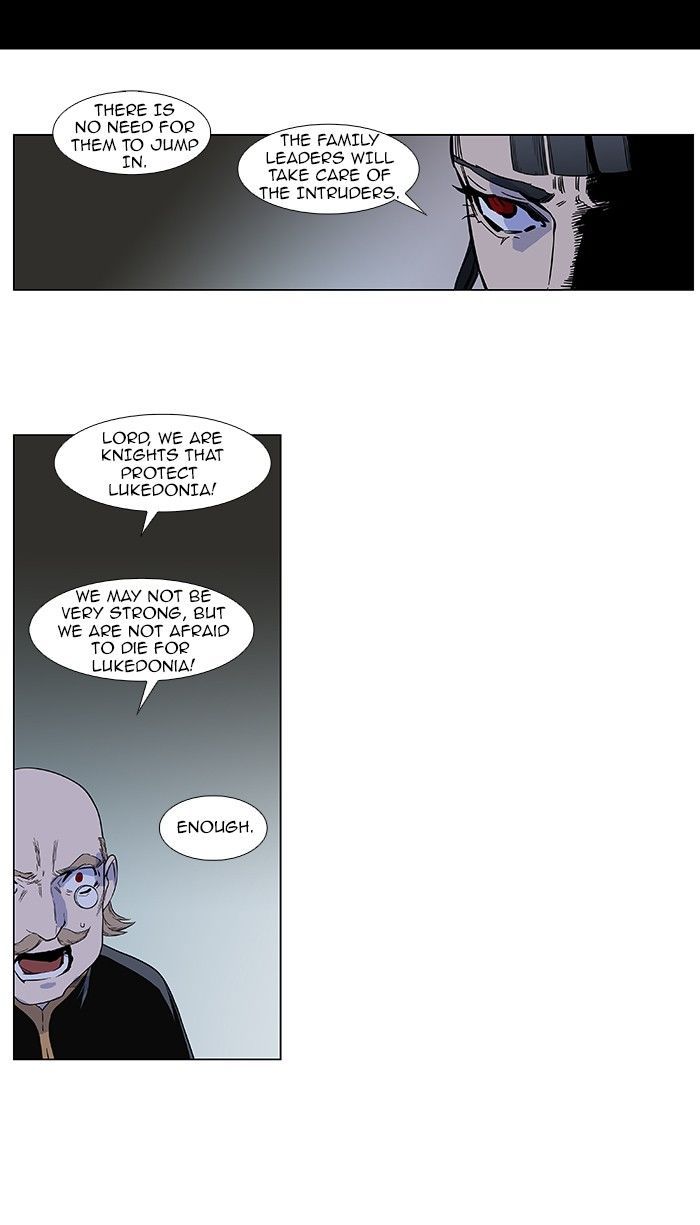 THERE IS
NO NEED FOR
THEM TO JUMP
IN.
THE FAMILY
LEADERS WILL
TAKE CARE OF
THE INTRUDERS.
LORD, WE ARE
KNIGHTS THAT
PROTECT
LUKEDONIA!
WE MAY NOT BE
VERY STRONG, BUT
WE ARE NOT AFRAID
TO DIE FOR
LUKEDONIA!
ENOUGH.